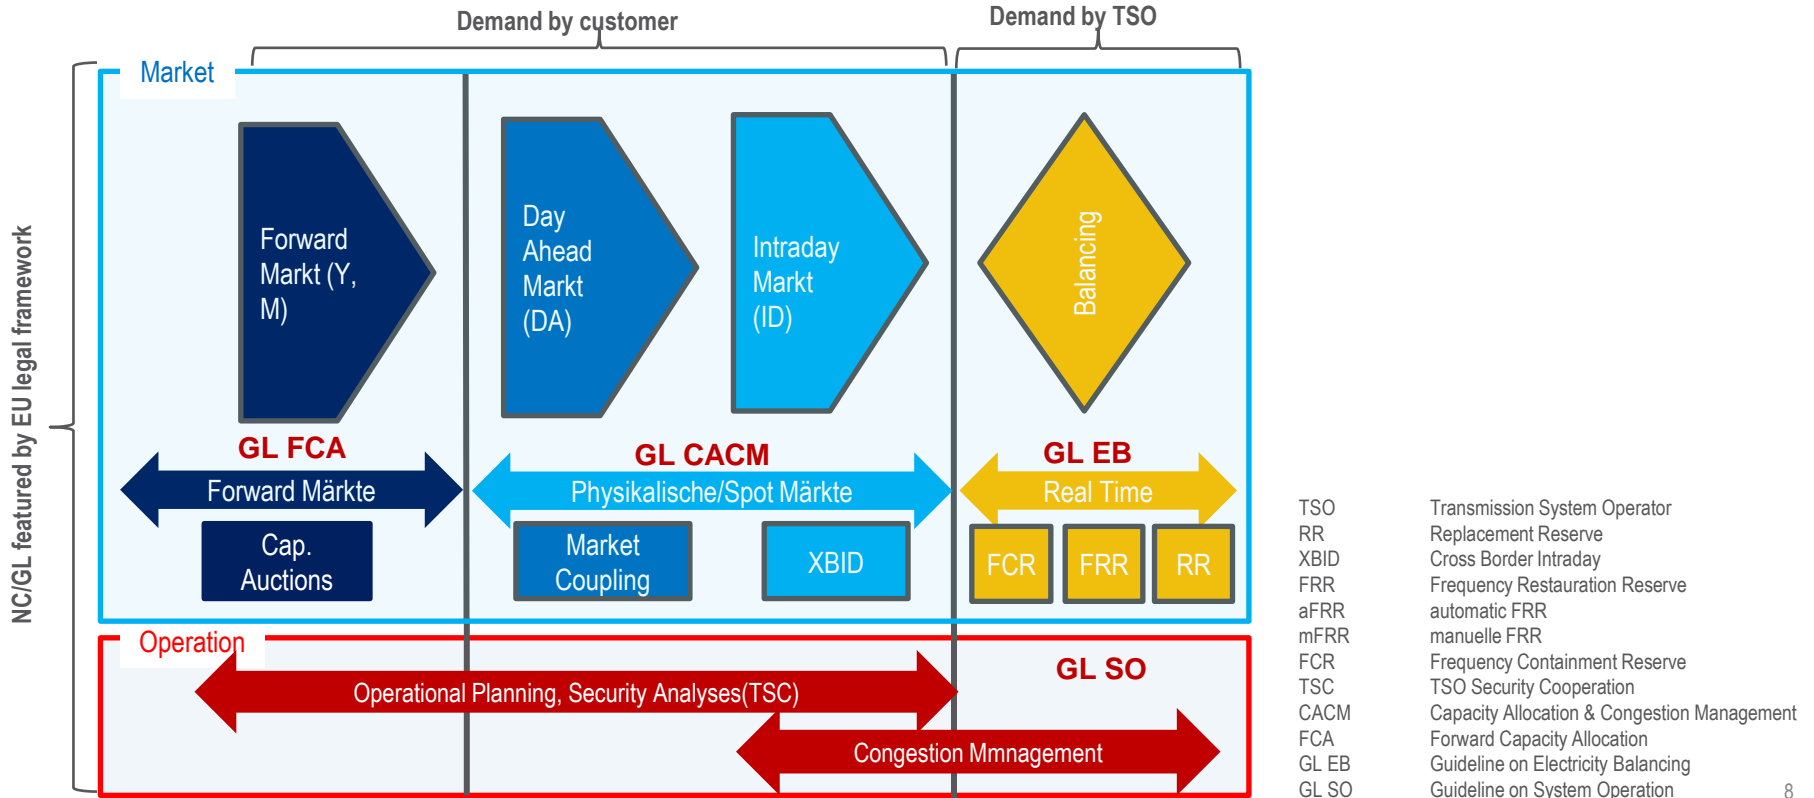 Demand by customer
Demand by TSO
NC/GL featured by EU legal framework
Market
Forward
Markt (Y,
M)
Day
Ahead
Markt
(DA)
Intraday
Markt
(ID)
Balancing
GL FCA
GL CACM
GL EB
Forward Märkte
Physikalische/Spot Märkte
Real Time
Cap.
Auctions
Market
Coupling
XBID
FCR
FRR
RR
Operation
GL SO
Operational Planning, Security Analyses(TSC)
Congestion Mmnagement
TSO Transmission System Operator
RR Replacement Reserve
XBID Cross Border Intraday
FRR Frequency Restauration Reserve
aFRR automatic FRR
mFRR manuelle FRR
FCR Frequency Containment Reserve
TSC TSO Security Cooperation
CACM Capacity Allocation & Congestion Management
FCA Forward Capacity Allocation
GL EB Guideline on Electricity Balancing
GL SO Guideline on System Operation
8